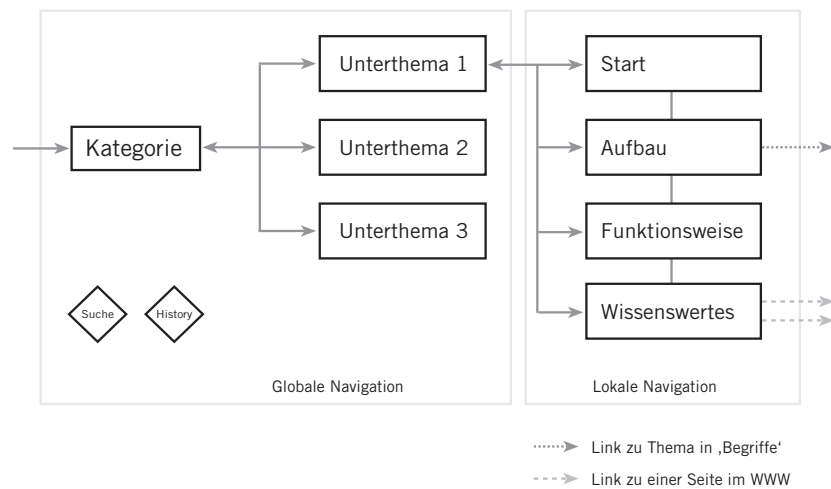 Kategorie
Unterthema 1
Unterthema 2
Unterthema 3
Suche
History
Globale Navigation
Start
Aufbau
Funktionsweise
Wissenswertes
Lokale Navigation
Link zu Thema in ‚Begriffe‘
Link zu einer Seite im WWW